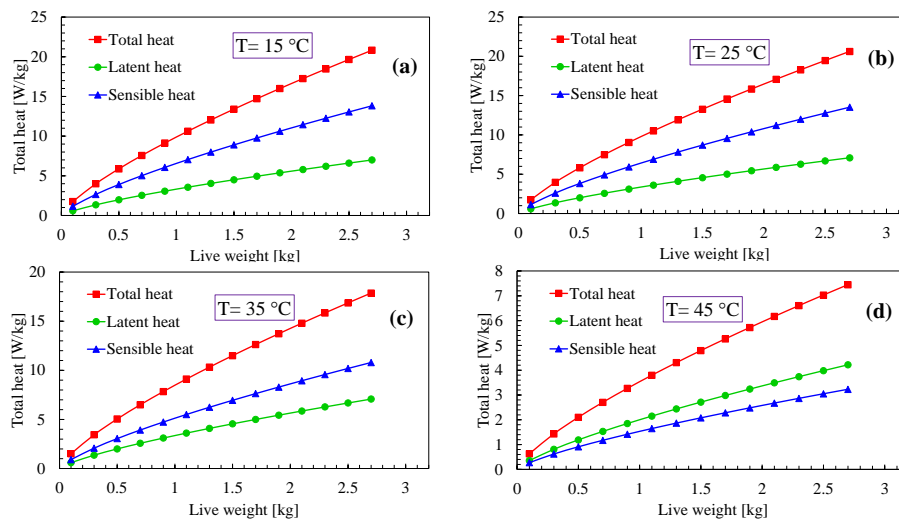 T= 15 °C
(a)
Total heat
Latent heat
Sensible heat
Total heat [W/kg]
25
20
15
10
5
0
0 0.5 1 1.5 2 2.5 3
Live weight [kg]
T= 25 °C
(b)
Total heat
Latent heat
Sensible heat
Total heat [W/kg]
25
20
15
10
5
0
0 0.5 1 1.5 2 2.5 3
Live weight [kg]
T= 35 °C
(c)
Total heat
Latent heat
Sensible heat
Total heat [W/kg]
20
15
10
5
0
0 0.5 1 1.5 2 2.5 3
Live weight [kg]
T= 45 °C
(d)
Total heat
Latent heat
Sensible heat
Total heat [W/kg]
8
7
6
5
4
3
2
1
0
0 0.5 1 1.5 2 2.5 3
Live weight [kg]